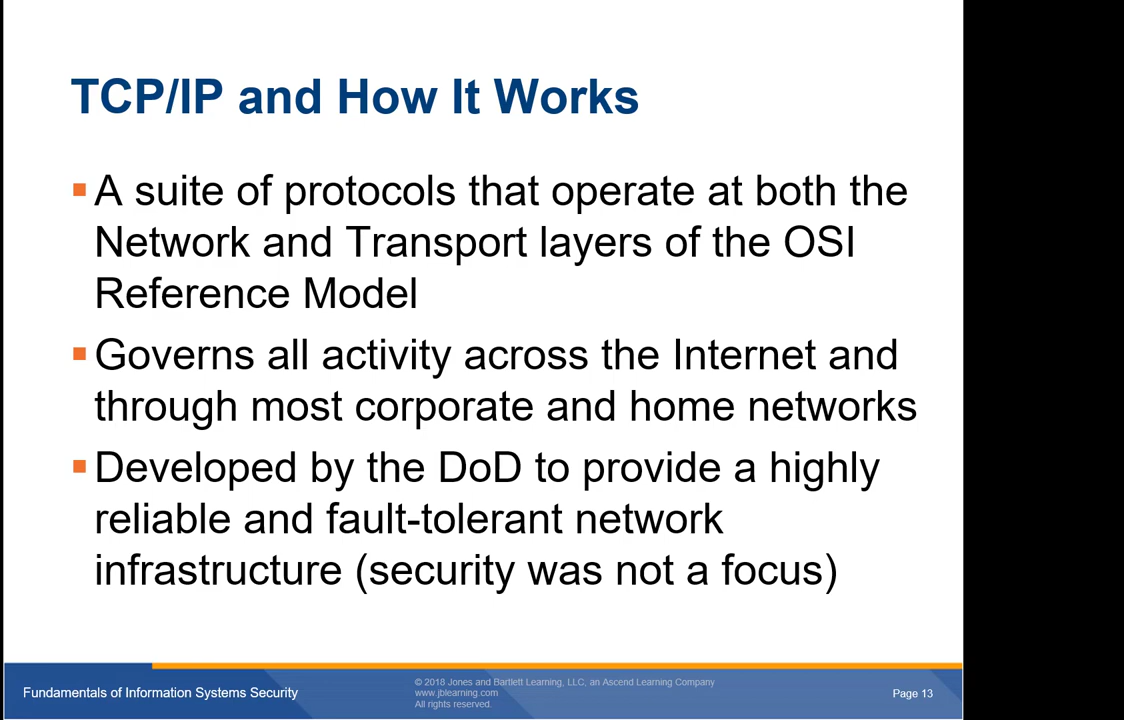 TCP/IP and How It Works
▪ A suite of protocols that operate at both the
Network and Transport layers of the OSI
Reference Model
▪ Governs all activity across the Internet and
through most corporate and home networks
▪ Developed by the DoD to provide a highly
reliable and fault-tolerant network
infrastructure (security was not a focus)
Fundamentals of Information Systems Security
© 2018 Jones and Bartlett Learning, LLC, an Ascend Learning Company
www.jblearning.com
All rights reserved.
Page 13